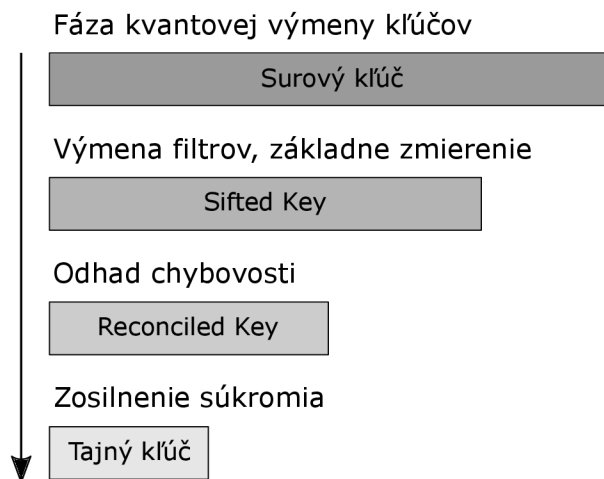 Fáza kvantovej výmeny kľúčov
Surový kľúč
Výmena filtrov, základne zmierenie
Sifted Key
Odhad chybovosti
Reconciled Key
Zosilnenie súkromia
Tajný kľúč